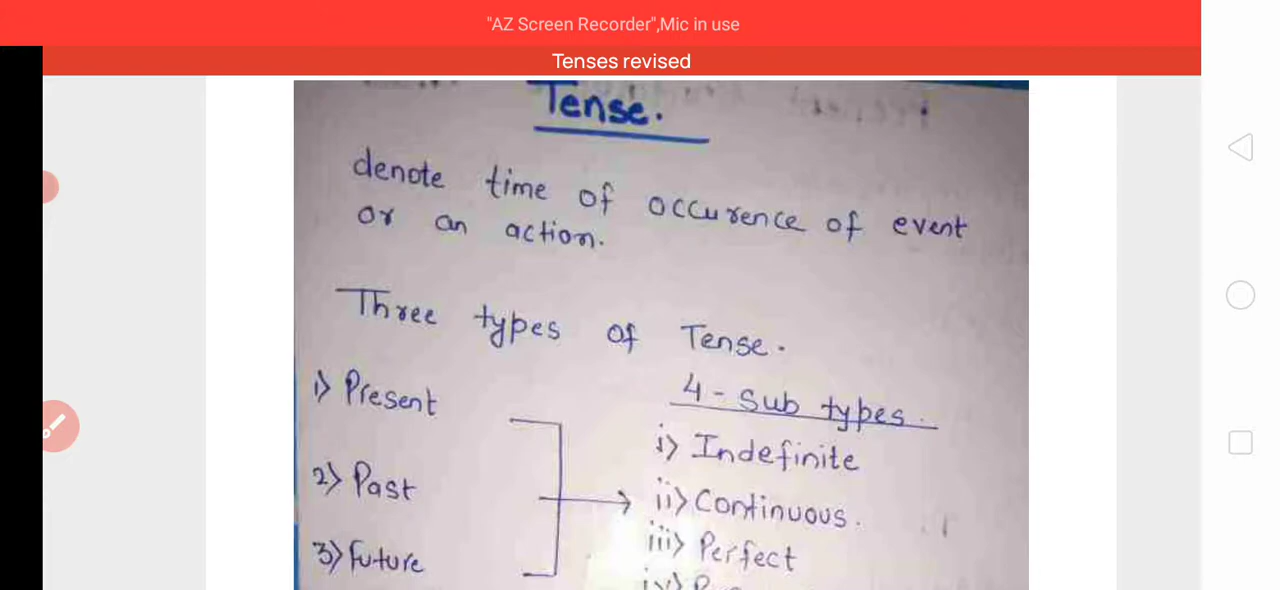 "AZ Screen Recorder",Mic in use
Tenses revised
Tense.
denote time of occurence of event
or an action.
Three types of Tense.
1) Present
4 - Sub types.
i) Indefinite
2) Past
ii) Continuous.
iii) Perfect
3) Future
iv)